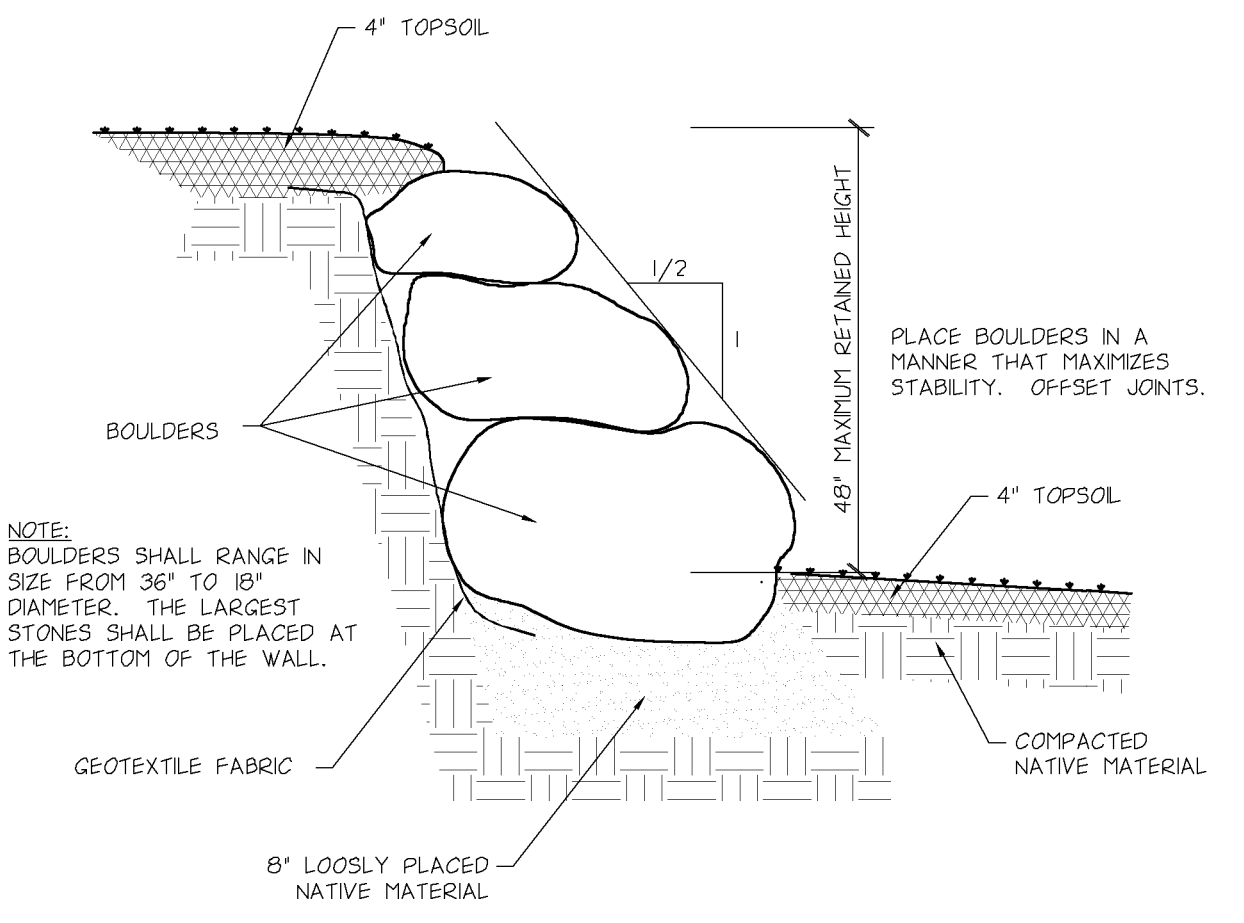 4" TOPSOIL
1/2
1
48" MAXIMUM RETAINED HEIGHT
PLACE BOULDERS IN A
MANNER THAT MAXIMIZES
STABILITY. OFFSET JOINTS.
BOULDERS
4" TOPSOIL
NOTE:
BOULDERS SHALL RANGE IN
SIZE FROM 36" TO 18"
DIAMETER. THE LARGEST
STONES SHALL BE PLACED AT
THE BOTTOM OF THE WALL.
GEOTEXTILE FABRIC
COMPACTED
NATIVE MATERIAL
8" LOOSLY PLACED
NATIVE MATERIAL